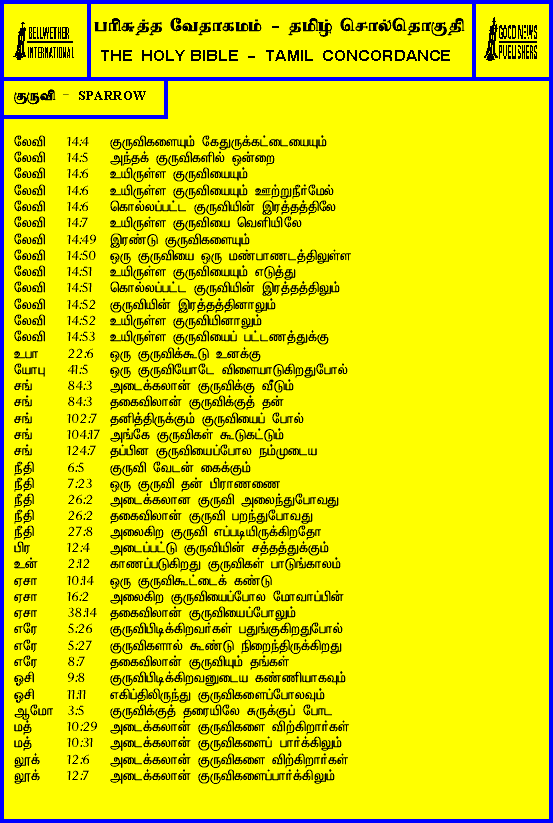 BELLWETHER
INTERNATIONAL
பரிசுத்த வேதாகமம் - தமிழ் சொல்தொகுதி
THE HOLY BIBLE - TAMIL CONCORDANCE
GOOD NEWS
PUBLISHERS
குருவி - SPARROW
லேவி 14:4 குருவிகளையும் கேதுருக்கட்டையையும்
லேவி 14:5 அந்தக் குருவிகளில் ஒன்றை
லேவி 14:6 உயிருள்ள குருவியையும்
லேவி 14:6 உயிருள்ள குருவியையும் ஊற்றுநீர்மேல்
லேவி 14:6 கொல்லப்பட்ட குருவியின் இரத்தத்திலே
லேவி 14:7 உயிருள்ள குருவியை வெளியிலே
லேவி 14:49 இரண்டு குருவிகளையும்
லேவி 14:50 ஒரு குருவியை ஒரு மண்பாணடத்திலுள்ள
லேவி 14:51 உயிருள்ள குருவியையும் எடுத்து
லேவி 14:51 கொல்லப்பட்ட குருவியின் இரத்தத்திலும்
லேவி 14:52 குருவியின் இரத்தத்தினாலும்
லேவி 14:52 உயிருள்ள குருவியினாலும்
லேவி 14:53 உயிருள்ள குருவியைப் பட்டணத்துக்கு
உபா 22:6 ஒரு குருவிக்கூடு உனக்கு
யோபு 41:5 ஒரு குருவியோடே விளையாடுகிறதுபோல்
சங் 84:3 அடைக்கலான் குருவிக்கு வீடும்
சங் 84:3 தகைவிலான் குருவிக்குத் தன்
சங் 102:7 தனித்திருக்கும் குருவியைப் போல்
சங் 104:17 அங்கே குருவிகள் கூடுகட்டும்
சங் 124:7 தப்பின குருவியைப்போல நம்முடைய
நீதி 6:5 குருவி வேடன் கைக்கும்
நீதி 7:23 ஒரு குருவி தன் பிராணணை
நீதி 26:2 அடைக்கலான குருவி அலைந்துபோவது
நீதி 26:2 தகைவிலான் குருவி பறந்துபோவது
நீதி 27:8 அலைகிற குருவி எப்படியிருக்கிறதோ
பிர 12:4 அடைப்பட்டு குருவியின் சத்தத்துக்கும்
உன் 2:12 காணப்படுகிறது குருவிகள் பாடுங்காலம்
ஏசா 10:14 ஒரு குருவிகூட்டைக் கண்டு
ஏசா 16:2 அலைகிற குருவியைப்போல மோவாப்பின்
ஏசா 38:14 தகைவிலான் குருவியைப்போலும்
எரே 5:26 குருவிபிடிக்கிறவர்கள் பதுங்குகிறதுபோல்
எரே 5:27 குருவிகளால் கூண்டு நிறைந்திருக்கிறது
எரே 8:7 தகைவிலான் குருவியும் தங்கள்
ஓசி 9:8 குருவிபிடிக்கிறவனுடைய கண்ணியாகவும்
ஓசி 11:11 எகிப்திலிருந்து குருவிகளைப்போலவும்
ஆமோ 3:5 குருவிக்குத் தரையிலே சுருக்குப் போட
மத் 10:29 அடைக்கலான் குருவிகளை விற்கிறார்கள்
மத் 10:31 அடைக்கலான் குருவிகளைப் பார்க்கிலும்
லூக் 12:6 அடைக்கலான் குருவிகளை விற்கிறார்கள்
லூக் 12:7 அடைக்கலான் குருவிகளைப்பார்க்கிலும்